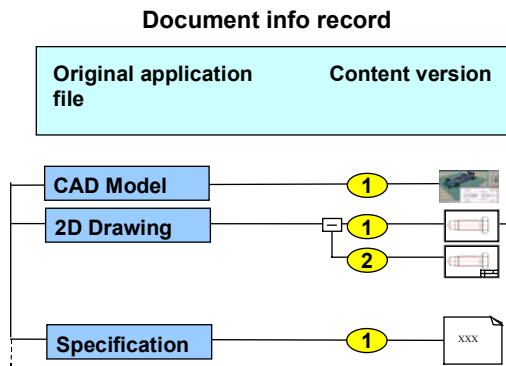 Document info record
Original application Content version
file
CAD Model 1
2D Drawing 1
2
Specification 1 xxx